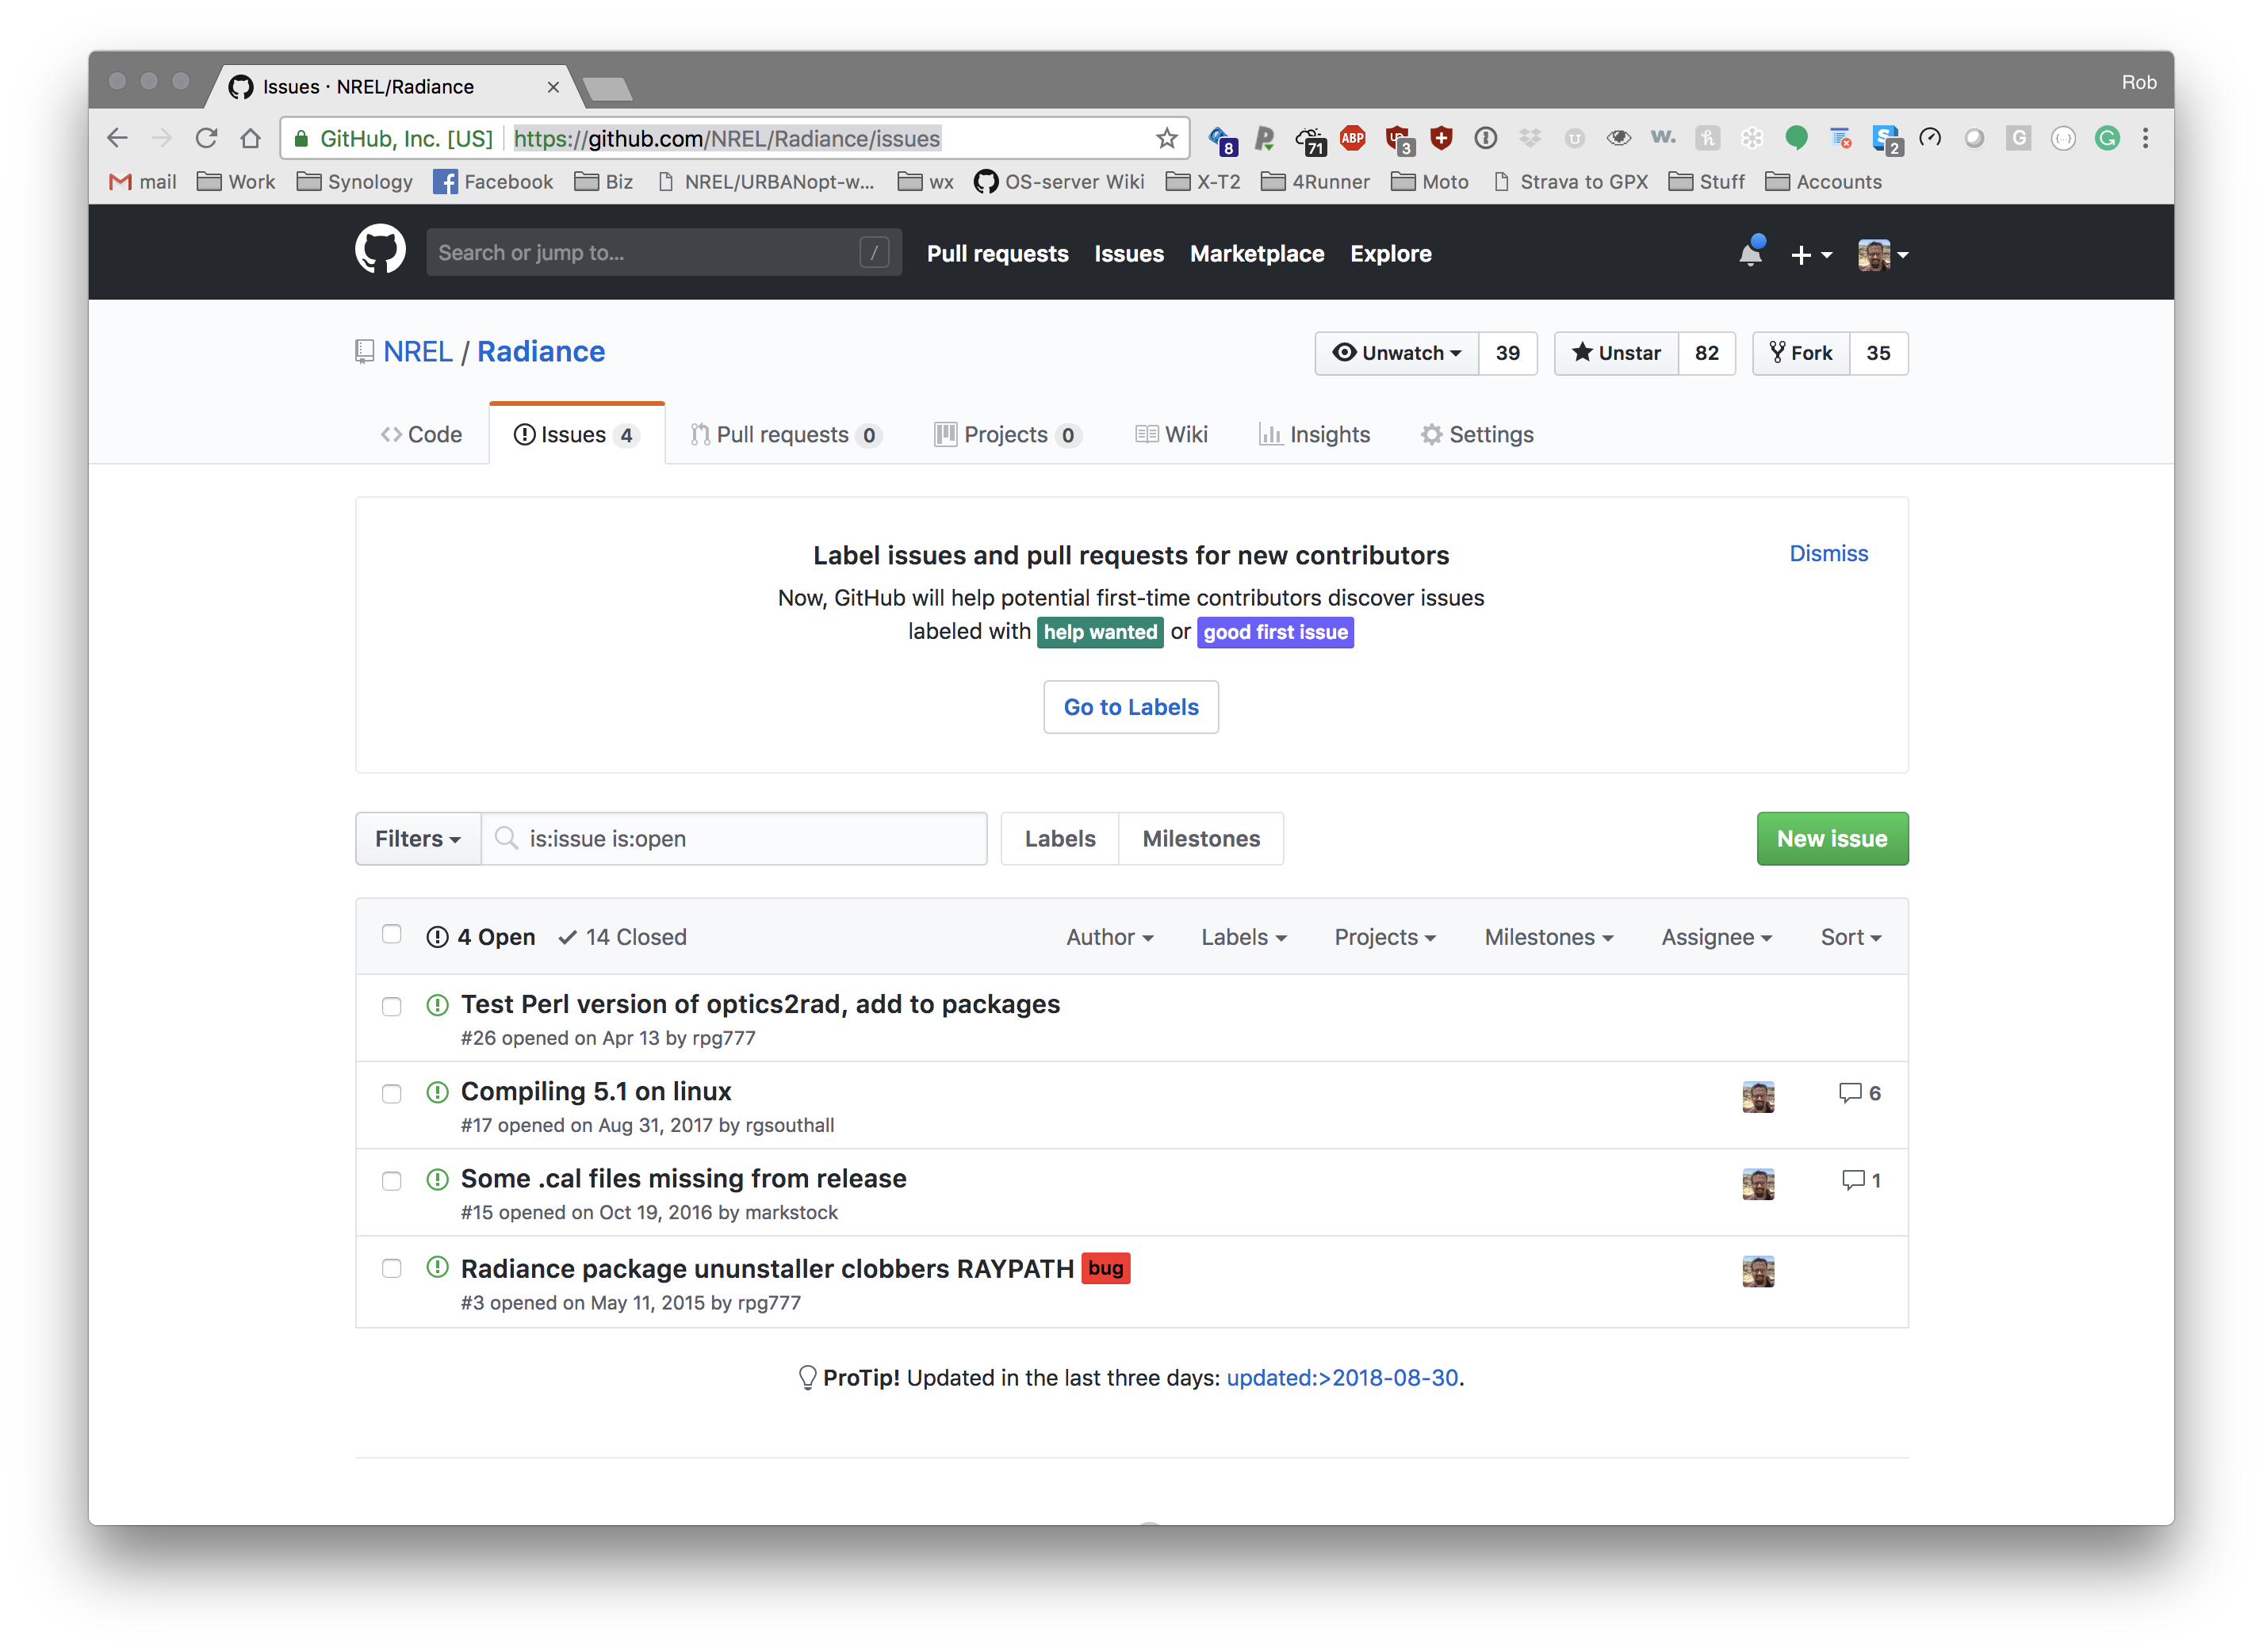 Issues · NREL/Radiance
Rob
GitHub, Inc. [US] https://github.com/NREL/Radiance/issues
8 71 ABP 3 W. 2 G G
mail Work Synology Facebook Biz NREL/URBANopt-w... wx OS-server Wiki X-T2 4Runner Moto Strava to GPX Stuff Accounts
Search or jump to... / Pull requests Issues Marketplace Explore
NREL / Radiance Unwatch 39 Unstar 82 Fork 35
Code Issues 4 Pull requests 0 Projects 0 Wiki Insights Settings
Label issues and pull requests for new contributors Dismiss
Now, GitHub will help potential first-time contributors discover issues
labeled with help wanted or good first issue
Go to Labels
Filters is:issue is:open Labels Milestones New issue
4 Open 14 Closed Author Labels Projects Milestones Assignee Sort
Test Perl version of optics2rad, add to packages
#26 opened on Apr 13 by rpg777
Compiling 5.1 on linux 6
#17 opened on Aug 31, 2017 by rgsouthall
Some .cal files missing from release 1
#15 opened on Oct 19, 2016 by markstock
Radiance package ununstaller clobbers RAYPATH bug
#3 opened on May 11, 2015 by rpg777
ProTip! Updated in the last three days: updated:>2018-08-30.